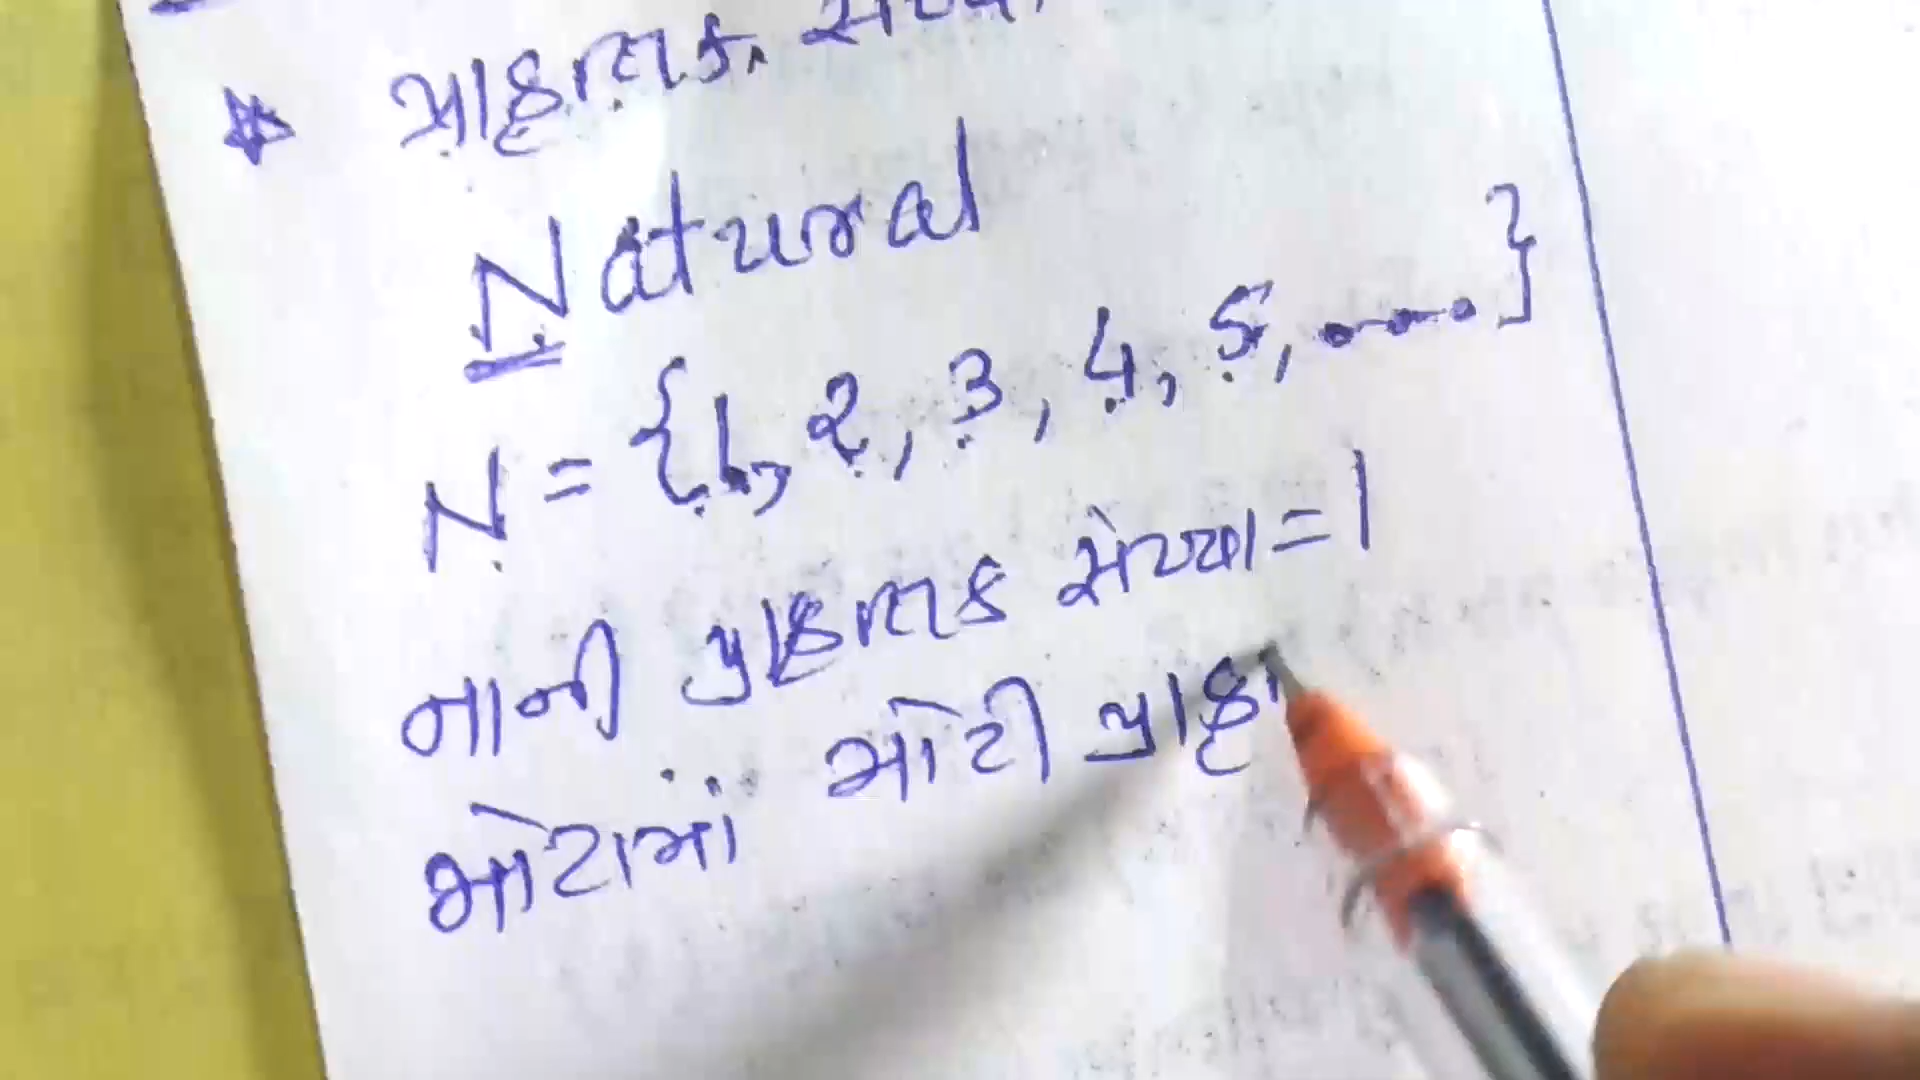 પ્રાકૃતિક સંખ્યા
Natural
N = {1, 2, 3, 4, 5, ....}
નાની પ્રાકૃતિક સંખ્યા = 1
મોટામાં મોટી પ્રાકૃ